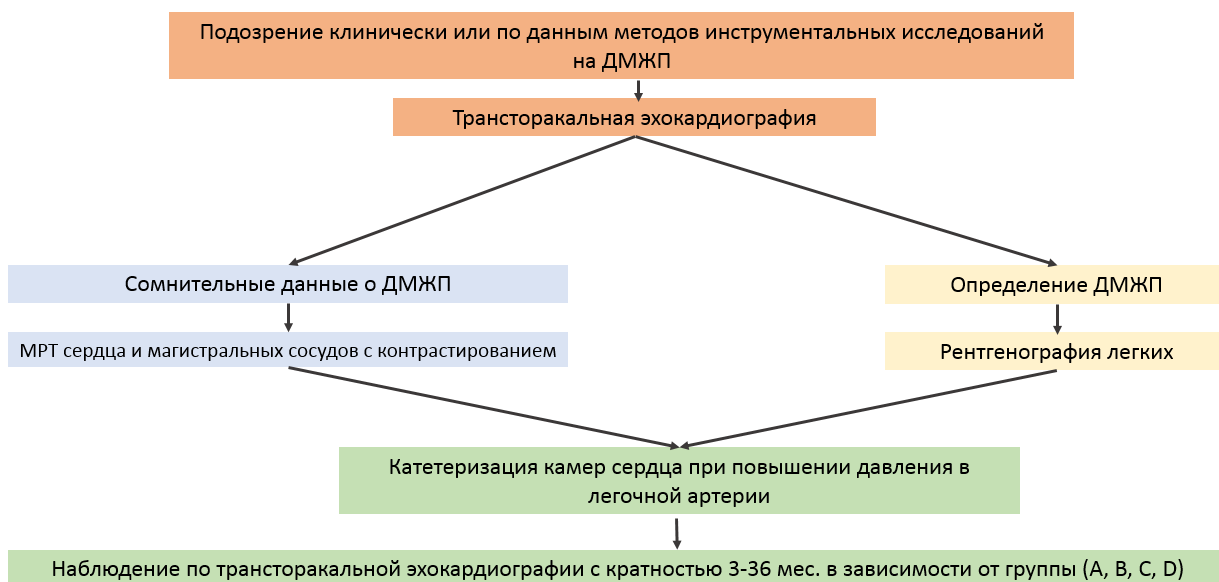 Подозрение клинически или по данным методов инструментальных исследований
на ДМЖП
Трансторакальная эхокардиография
Сомнительные данные о ДМЖП
Определение ДМЖП
МРТ сердца и магистральных сосудов с контрастированием
Рентгенография легких
Катетеризация камер сердца при повышении давления в
легочной артерии
Наблюдение по трансторакальной эхокардиографии с кратностью 3-36 мес. в зависимости от группы (A, B, C, D)